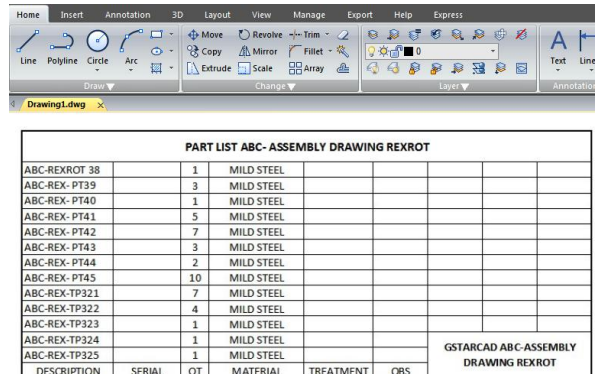 Home Insert Annotation 3D Layout View Manage Export Help Express
Move Revolve Trim
Copy Mirror Fillet 0
Line Polyline Circle Arc Text Line
Extrude Scale Array
Draw Change Layer Annotation
Drawing1.dwg
PART LIST ABC- ASSEMBLY DRAWING REXROT
ABC-REXROT 38 1 MILD STEEL
ABC-REX- PT39 3 MILD STEEL
ABC-REX- PT40 1 MILD STEEL
ABC-REX- PT41 5 MILD STEEL
ABC-REX- PT42 7 MILD STEEL
ABC-REX- PT43 3 MILD STEEL
ABC-REX- PT44 2 MILD STEEL
ABC-REX- PT45 10 MILD STEEL
ABC-REX-TP321 7 MILD STEEL
ABC-REX-TP322 4 MILD STEEL
ABC-REX-TP323 1 MILD STEEL
ABC-REX-TP324 1 MILD STEEL
ABC-REX-TP325 1 MILD STEEL
GSTARCAD ABC-ASSEMBLY
DRAWING REXROT
DESCRIPTION SERIAL QT MATERIAL TREATMENT OBS